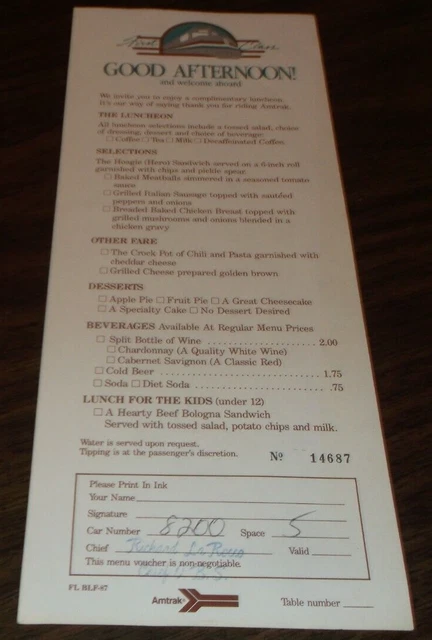 First Class
GOOD AFTERNOON!
and welcome aboard
We invite you to enjoy a complimentary luncheon.
It's our way of saying thank you for riding Amtrak.
THE LUNCHEON
All luncheon selections include a tossed salad, choice
of dressing, dessert and choice of beverage:
☐ Coffee ☐ Tea ☐ Milk ☐ Decaffeinated Coffee.
SELECTIONS
The Hoagie (Hero) Sandwich served on a 6-inch roll
garnished with chips and pickle spear.
☐ Baked Meatballs smothered in a seasoned tomato
sauce
☐ Grilled Italian Sausage topped with sautéed
peppers and onions
☐ Breaded Baked Chicken Breast topped with
grilled mushrooms and onions blended in a
chicken gravy
OTHER FARE
☐ The Crock Pot of Chili and Pasta garnished with
cheddar cheese
☐ Grilled Cheese prepared golden brown
DESSERTS
☐ Apple Pie ☐ Fruit Pie ☐ A Great Cheesecake
☐ A Specialty Cake ☐ No Dessert Desired
BEVERAGES Available At Regular Menu Prices
☐ Split Bottle of Wine 2.00
☐ Chardonnay (A Quality White Wine)
☐ Cabernet Savignon (A Classic Red)
☐ Cold Beer 1.75
☐ Soda ☐ Diet Soda .75
LUNCH FOR THE KIDS (under 12)
☐ A Hearty Beef Bologna Sandwich
Served with tossed salad, potato chips and milk.
Water is served upon request.
Tipping is at the passenger's discretion. No 14687
Please Print In Ink
Your Name
Signature
Car Number 8200 Space 5
Chief Richard Valid
This menu voucher is non-negotiable.
FL BLF-87
Amtrak
Table number